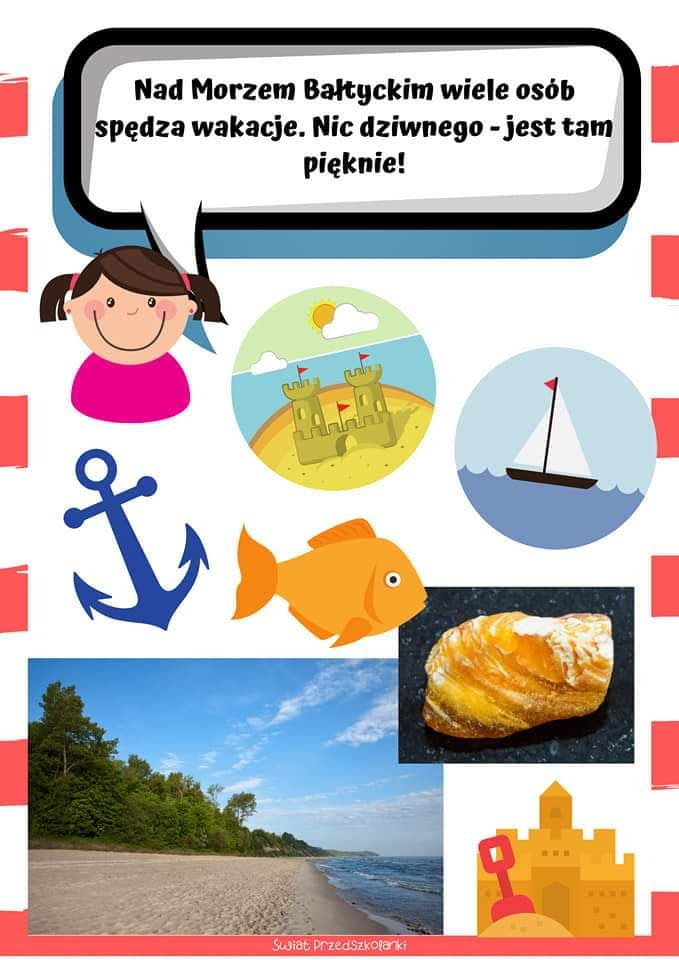 Nad Morzem Bałtyckim wiele osób
spędza wakacje. Nic dziwnego - jest tam
pięknie!
Świat Przedszkolanki